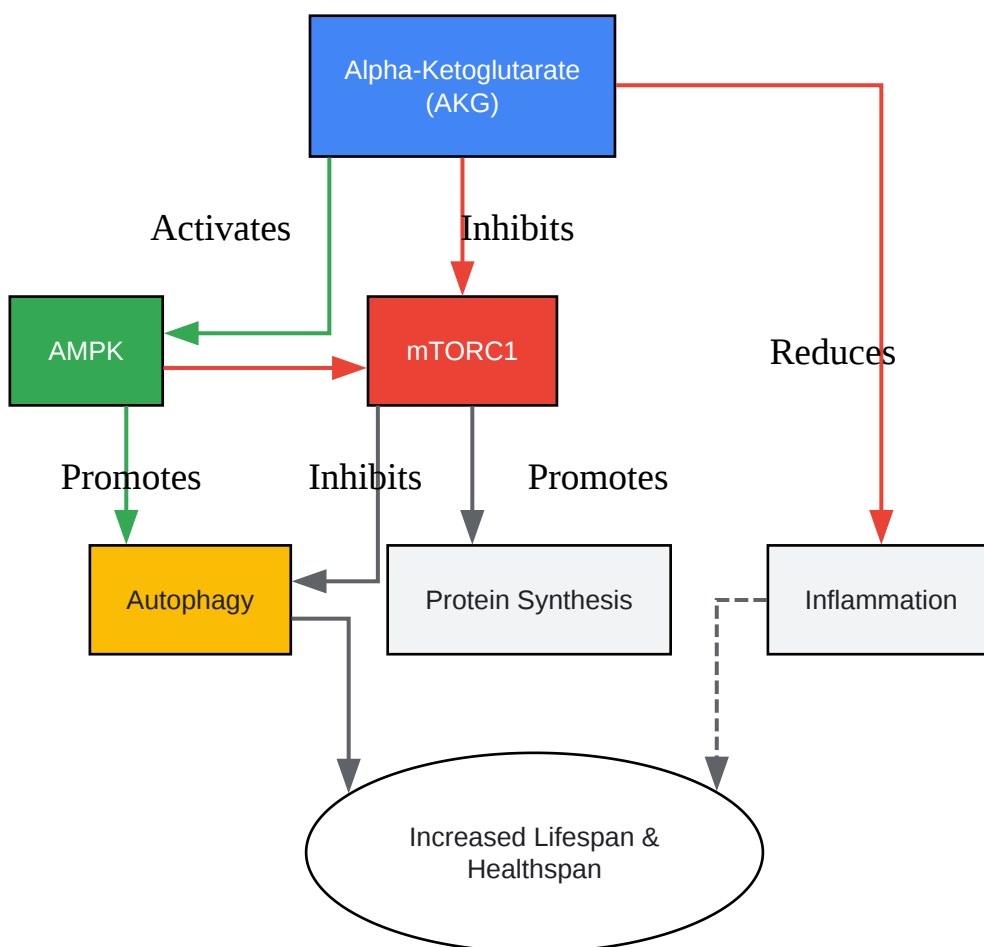 Alpha-Ketoglutarate
(AKG)
Activates
Inhibits
AMPK
mTORC1
Reduces
Promotes
Inhibits
Promotes
Autophagy
Protein Synthesis
Inflammation
Increased Lifespan &
Healthspan